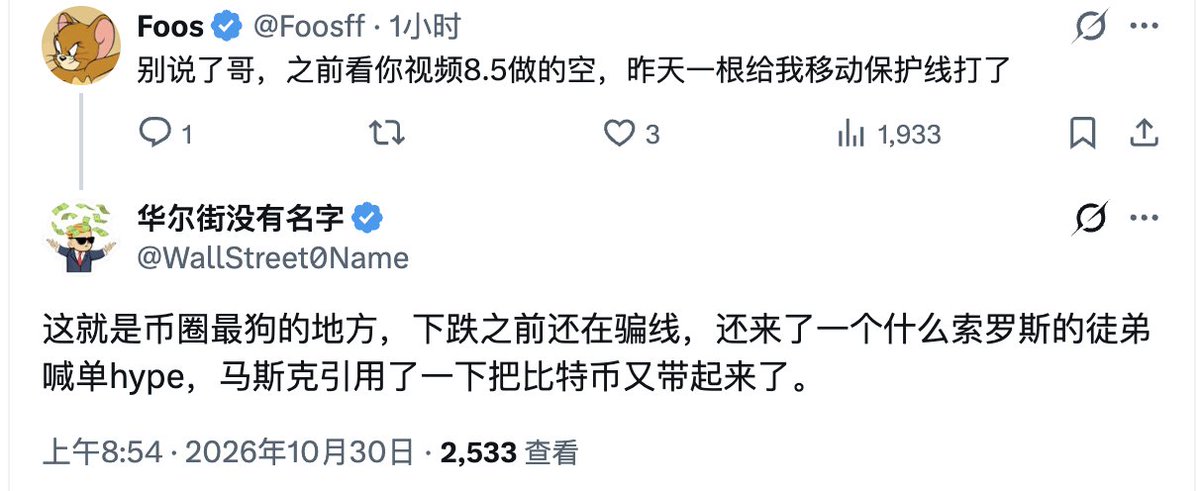 Foos @Foosff · 1小时
别说了哥，之前看你视频8.5做的空，昨天一根给我移动保护线打了
1 3 1,933
华尔街没有名字
@WallStreet0Name
这就是币圈最狗的地方，下跌之前还在骗线，还来了一个什么索罗斯的徒弟
喊单hype，马斯克引用了一下把比特币又带起来了。
上午8:54 · 2026年10月30日 · 2,533 查看